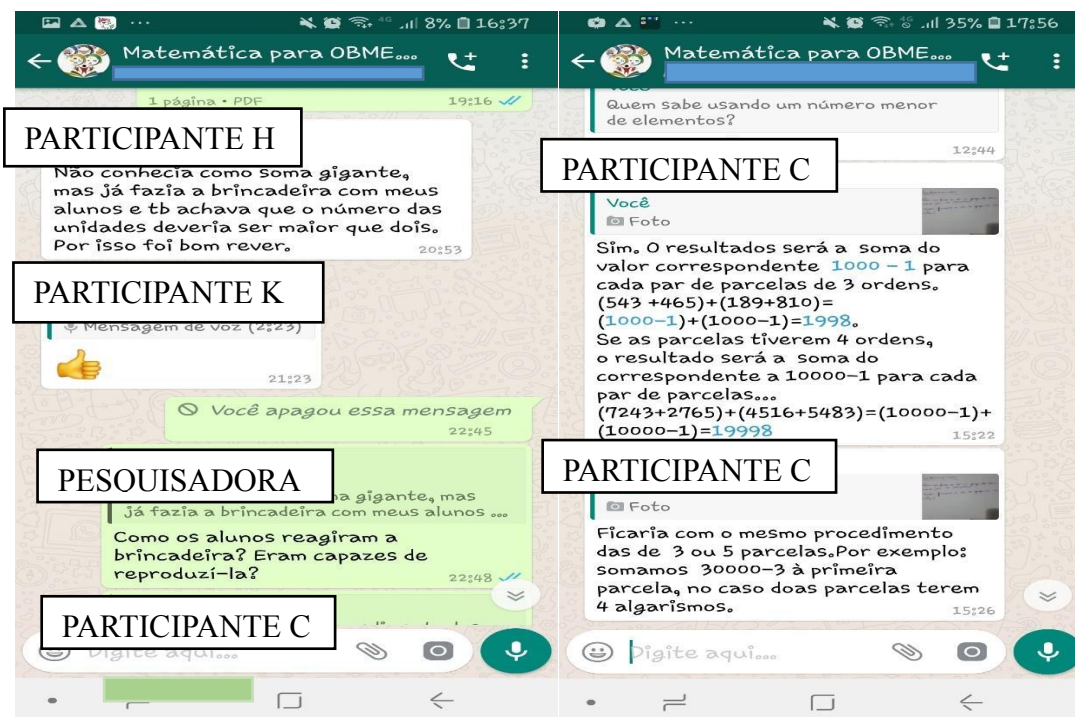 8% 16:37
Matemática para OBME...
1 página • PDF 19:16
PARTICIPANTE H
Não conhecia como soma gigante,
mas já fazia a brincadeira com meus
alunos e tb achava que o número das
unidades deveria ser maior que dois.
Por isso foi bom rever. 20:53
PARTICIPANTE K
Mensagem de voz (2:23)
21:23
Você apagou essa mensagem
22:45
PESQUISADORA
gigante, mas
já fazia a brincadeira com meus alunos ...
Como os alunos reagiram a
brincadeira? Eram capazes de
reproduzí-la? 22:48
PARTICIPANTE C
Digite aqui...
35% 17:56
Matemática para OBME...
Você
Quem sabe usando um número menor
de elementos?
12:44
PARTICIPANTE C
Você
Foto
Sim. O resultados será a soma do
valor correspondente 1000 - 1 para
cada par de parcelas de 3 ordens.
(543 +465)+(189+810)=
(1000-1)+(1000-1)=1998.
Se as parcelas tiverem 4 ordens,
o resultado será a soma do
correspondente a 10000-1 para cada
par de parcelas...
(7243+2765)+(4516+5483)=(10000-1)+
(10000-1)=19998 15:22
PARTICIPANTE C
Foto
Ficaria com o mesmo procedimento
das de 3 ou 5 parcelas.Por exemplo:
somamos 30000-3 à primeira
parcela, no caso doas parcelas terem
4 algarismos. 15:26
Digite aqui...